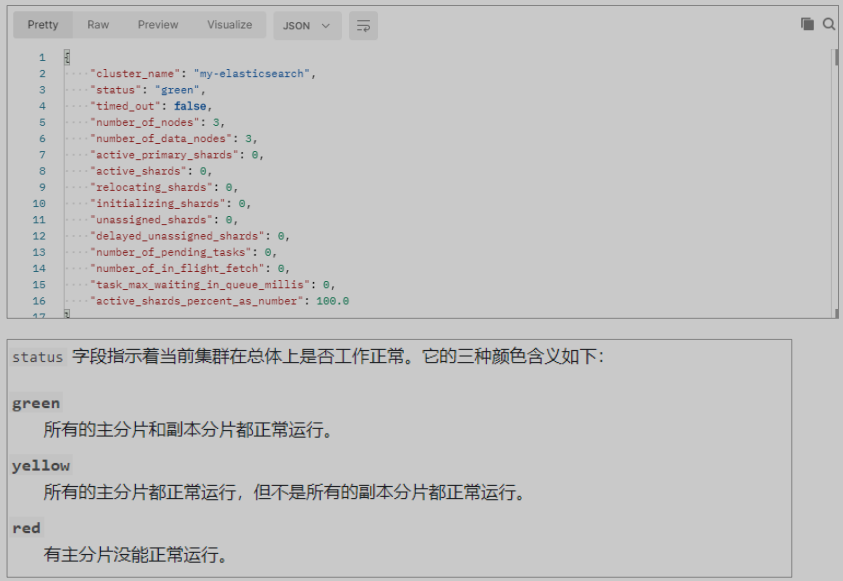 Pretty Raw Preview Visualize JSON
1 {
2 "cluster_name": "my-elasticsearch",
3 "status": "green",
4 "timed_out": false,
5 "number_of_nodes": 3,
6 "number_of_data_nodes": 3,
7 "active_primary_shards": 0,
8 "active_shards": 0,
9 "relocating_shards": 0,
10 "initializing_shards": 0,
11 "unassigned_shards": 0,
12 "delayed_unassigned_shards": 0,
13 "number_of_pending_tasks": 0,
14 "number_of_in_flight_fetch": 0,
15 "task_max_waiting_in_queue_millis": 0,
16 "active_shards_percent_as_number": 100.0
17 }
status 字段指示着当前集群在总体上是否工作正常。它的三种颜色含义如下：
green
所有的主分片和副本分片都正常运行。
yellow
所有的主分片都正常运行，但不是所有的副本分片都正常运行。
red
有主分片没能正常运行。